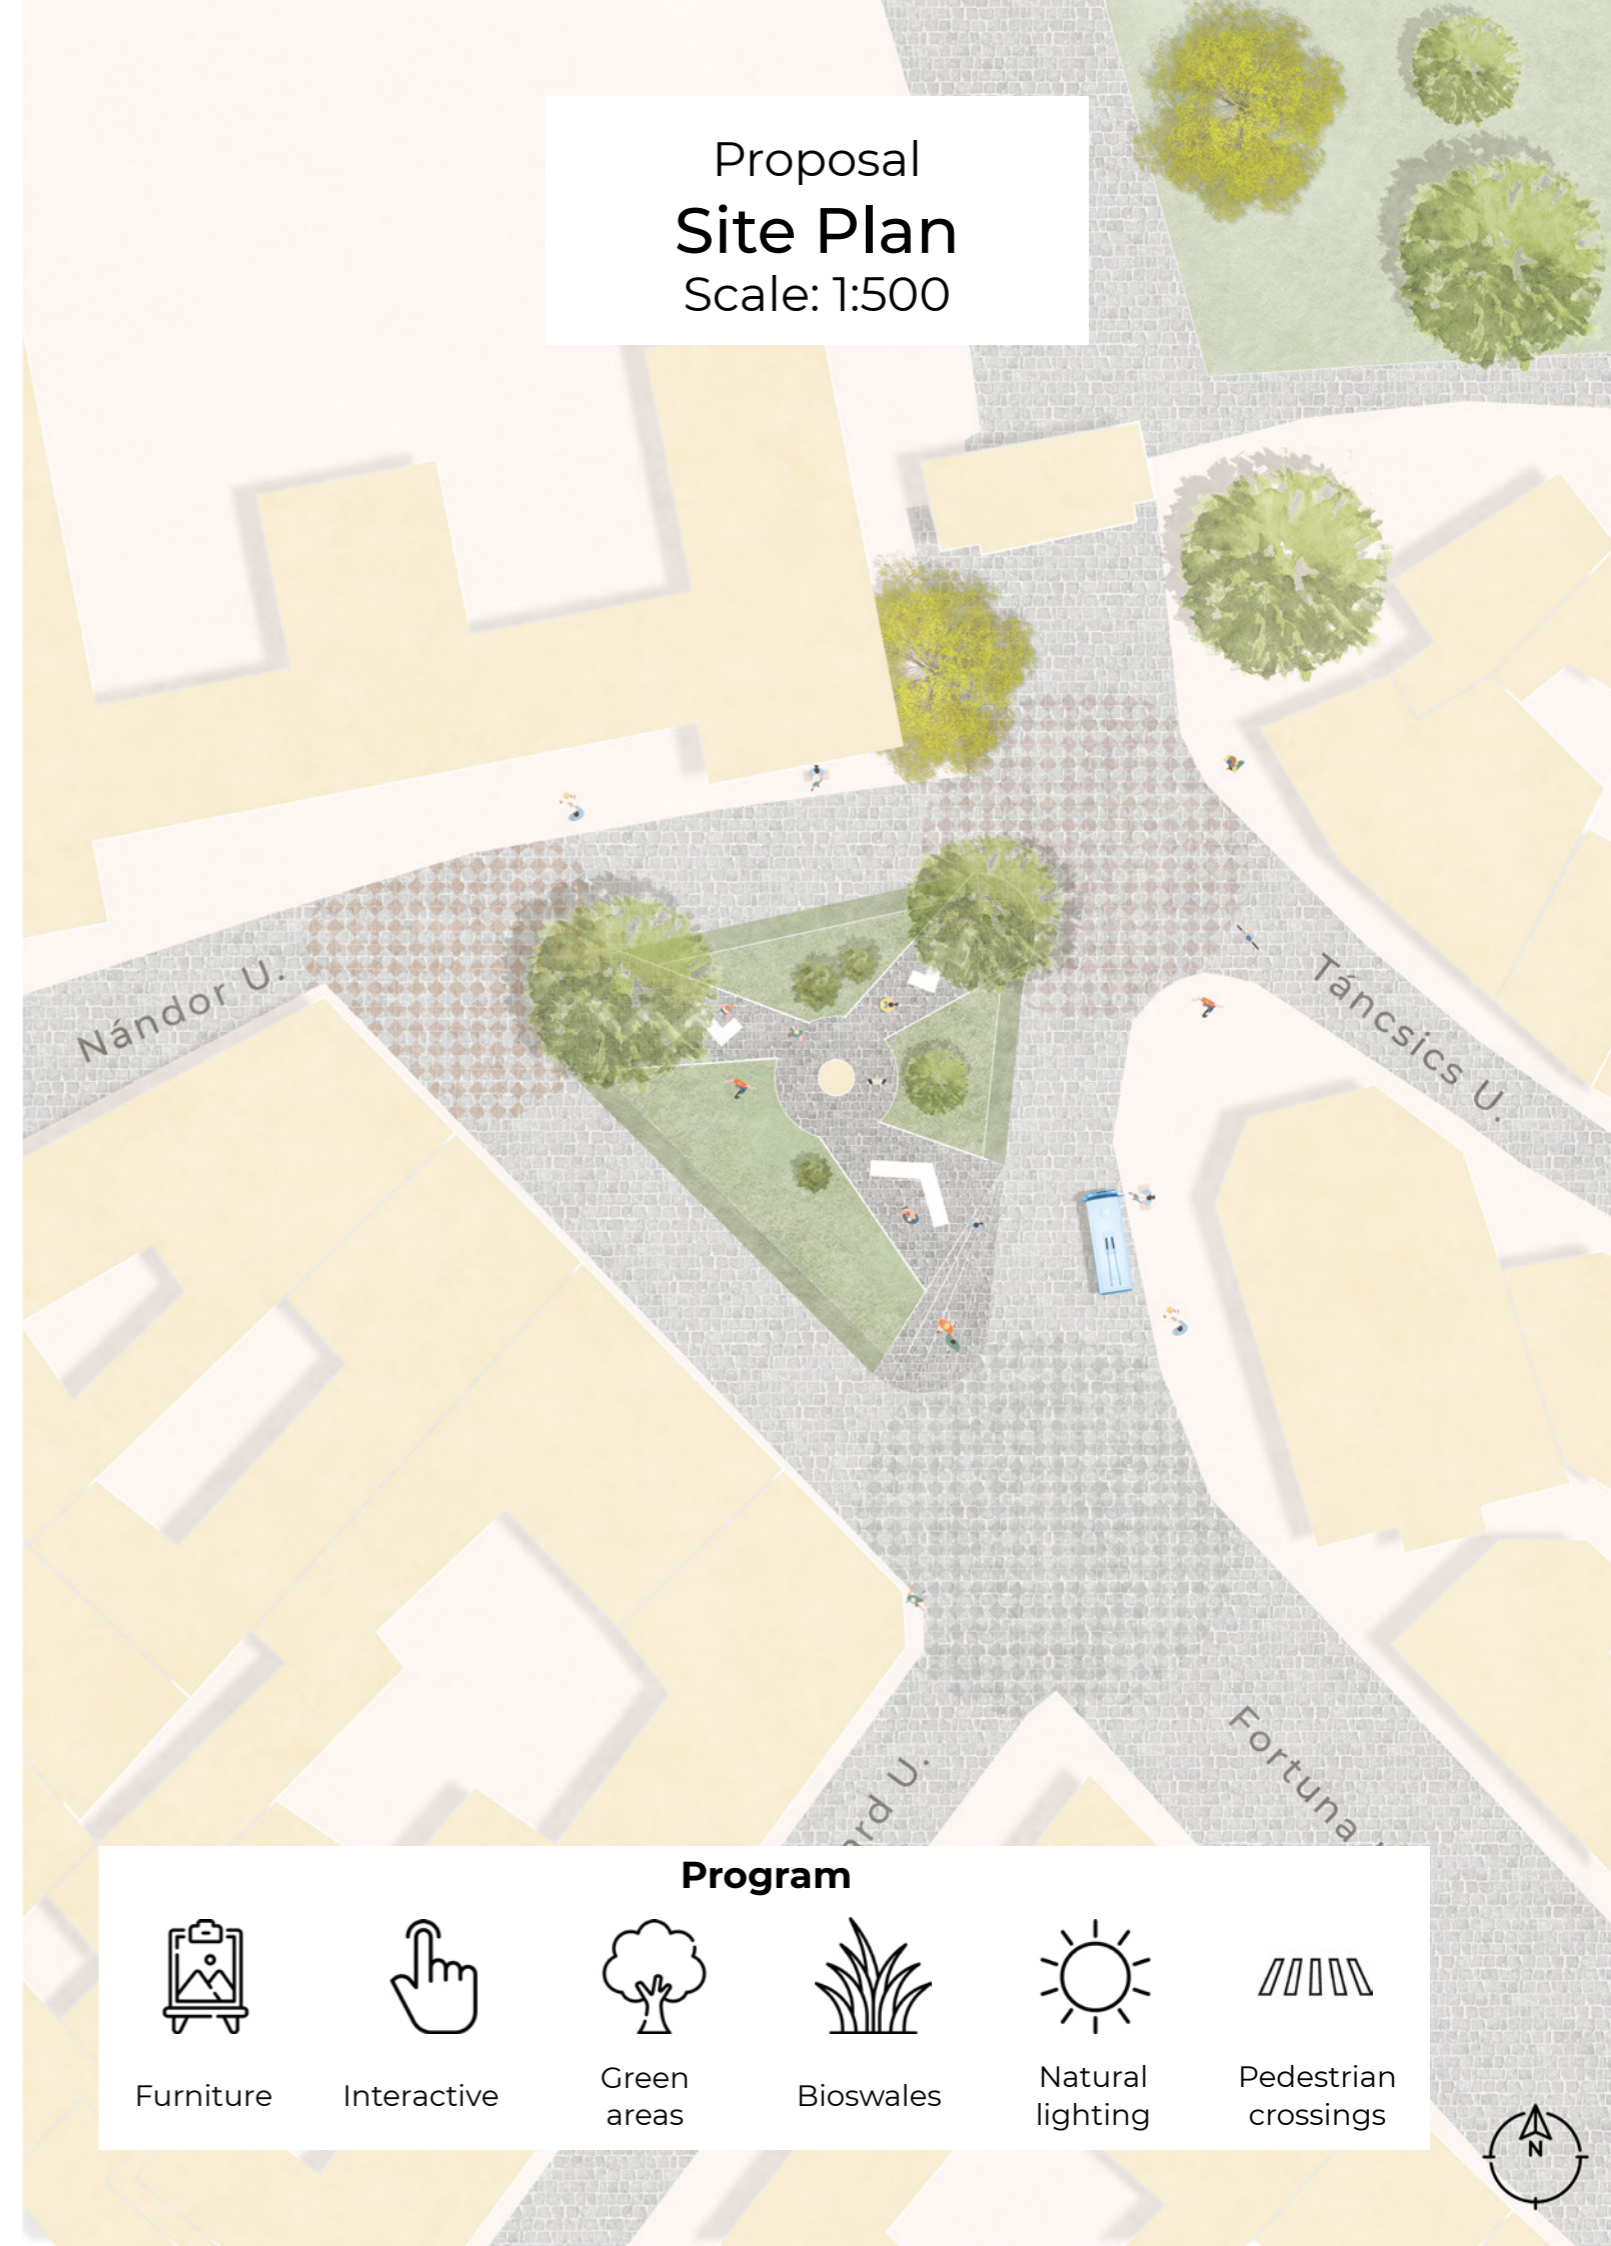 Proposal
Site Plan
Scale: 1:500
Nándor U.
Táncsics U.
Fortuna
U.
Program
Furniture
Interactive
Green
areas
Bioswales
Natural
lighting
Pedestrian
crossings
N